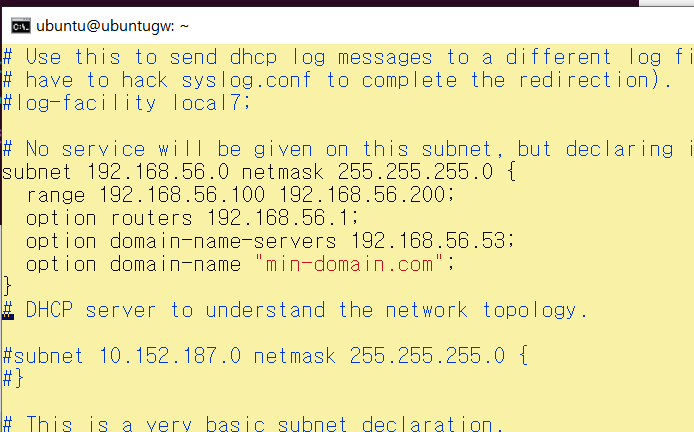 ubuntu@ubuntugw: ~
# Use this to send dhcp log messages to a different log fi
# have to hack syslog.conf to complete the redirection).
#log-facility local7;
# No service will be given on this subnet, but declaring i
subnet 192.168.56.0 netmask 255.255.255.0 {
range 192.168.56.100 192.168.56.200;
option routers 192.168.56.1;
option domain-name-servers 192.168.56.53;
option domain-name "min-domain.com";
}
# DHCP server to understand the network topology.
#subnet 10.152.187.0 netmask 255.255.255.0 {
#}
# This is a very basic subnet declaration.